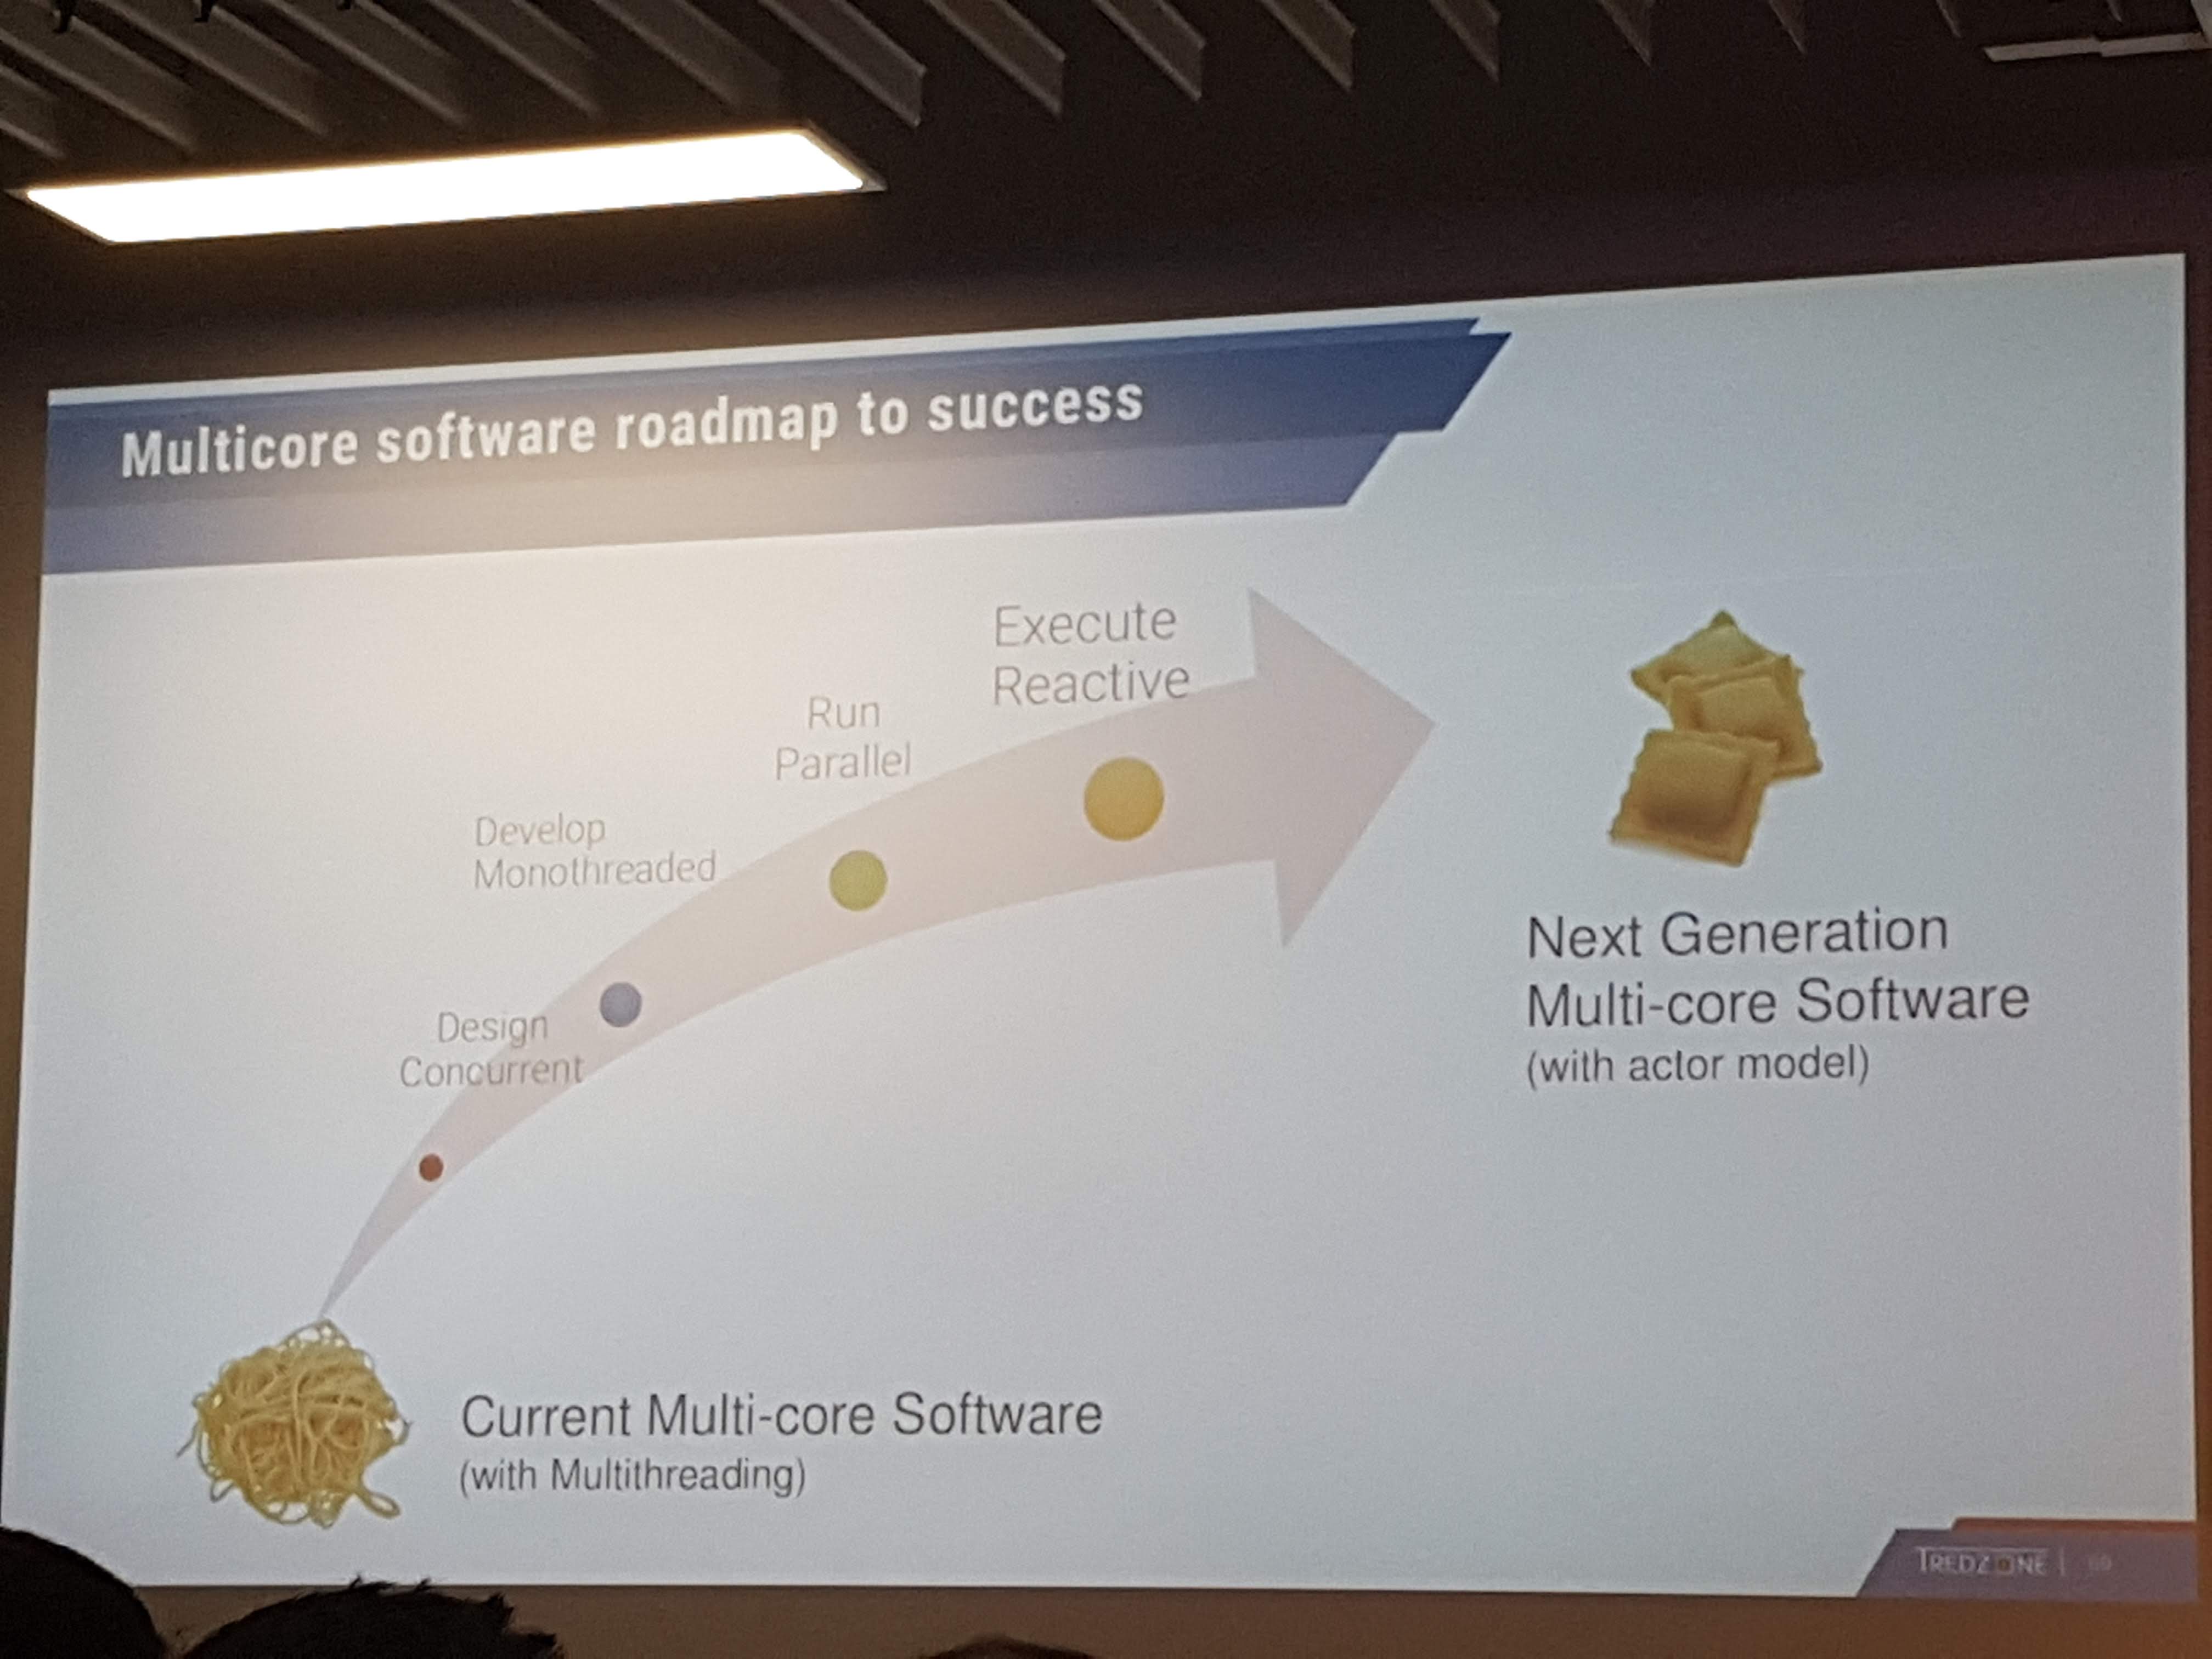 Multicore software roadmap to success
Execute
Reactive
Run
Parallel
Develop
Monothreaded
Design
Concurrent
Next Generation
Multi-core Software
(with actor model)
Current Multi-core Software
(with Multithreading)
TREDZONE |